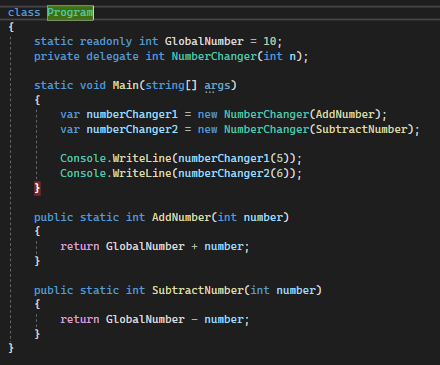 class Program
{
    static readonly int GlobalNumber = 10;
    private delegate int NumberChanger(int n);
    static void Main(string[] args)
    {
        var numberChanger1 = new NumberChanger(AddNumber);
        var numberChanger2 = new NumberChanger(SubtractNumber);
        Console.WriteLine(numberChanger1(5));
        Console.WriteLine(numberChanger2(6));
    }
    public static int AddNumber(int number)
    {
        return GlobalNumber + number;
    }
    public static int SubtractNumber(int number)
    {
        return GlobalNumber - number;
    }
}